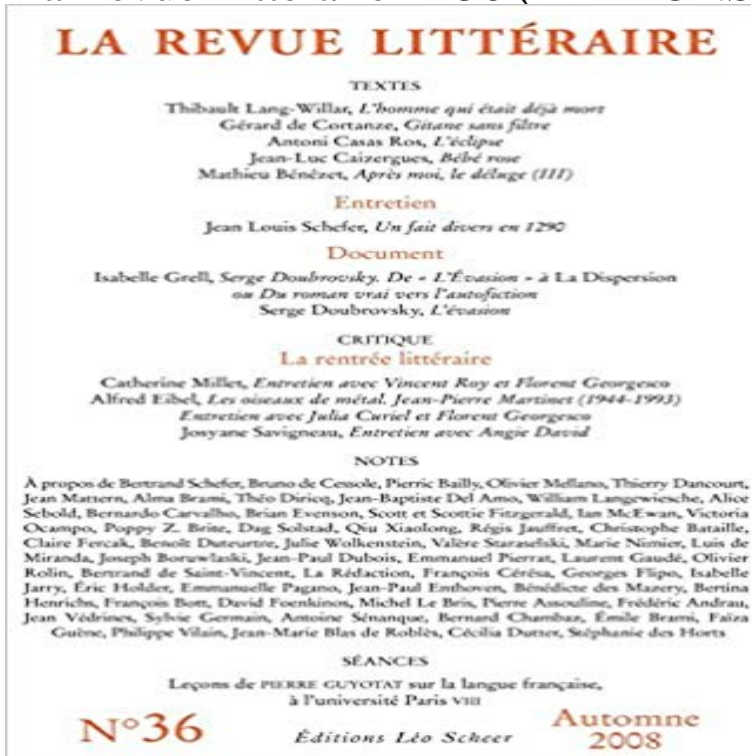 LA REVUE LITTÉRAIRE
TEXTES
Thibault Lang-Willar, L'homme qui était déjà mort
Gérard de Cortanze, Gitane sans filtre
Antoni Casas Ros, L'éclipse
Jean-Luc Caizergues, Bébé rose
Mathieu Bénézet, Après moi, le déluge (III)
Entretien
Jean Louis Schefer, Un fait divers en 1290
Document
Isabelle Grell, Serge Doubrovsky. De « L'Évasion » à La Dispersion
ou Du roman vrai vers l'autofiction
Serge Doubrovsky, L'évasion
CRITIQUE
La rentrée littéraire
Catherine Millet, Entretien avec Vincent Roy et Florent Georgesco
Alfred Eibel, Les oiseaux de métal. Jean-Pierre Martinet (1944-1993)
Entretien avec Julia Curiel et Florent Georgesco
Josyane Savigneau, Entretien avec Angie David
NOTES
À propos de Bertrand Schefer, Bruno de Cessole, Pierric Bailly, Olivier Mellano, Thierry Dancourt,
Jean Mattern, Alma Brami, Théo Diricq, Jean-Baptiste Del Amo, William Langewiesche, Alice
Sebold, Bernardo Carvalho, Brian Evenson, Scott et Scottie Fitzgerald, Ian McEwan, Victoria
Ocampo, Poppy Z. Brite, Dag Solstad, Qiu Xiaolong, Régis Jauffret, Christophe Bataille,
Claire Fercak, Benoît Duteurtre, Julie Wolkenstein, Valère Staraselski, Marie Nimier, Luis de
Miranda, Joseph Boruwlaski, Jean-Paul Dubois, Emmanuel Pierrat, Laurent Gaudé, Olivier
Rolin, Bertrand de Saint-Vincent, La Rédaction, François Cérésa, Georges Flipo, Isabelle
Jarry, Éric Holder, Emmanuelle Pagano, Jean-Paul Enthoven, Bénédicte des Mazery, Bertina
Henrichs, François Bott, David Foenkinos, Michel Le Bris, Pierre Assouline, Frédéric Andrau,
Jean Védrines, Sylvie Germain, Antoine Sénanque, Bernard Chambaz, Émile Brami, Faïza
Guène, Philippe Vilain, Jean-Marie Blas de Roblès, Cécilia Dutter, Stéphanie des Horts
SÉANCES
Leçons de PIERRE GUYOTAT sur la langue française,
à l'université Paris VIII
N°36 Éditions Léo Scheer Automne 2008